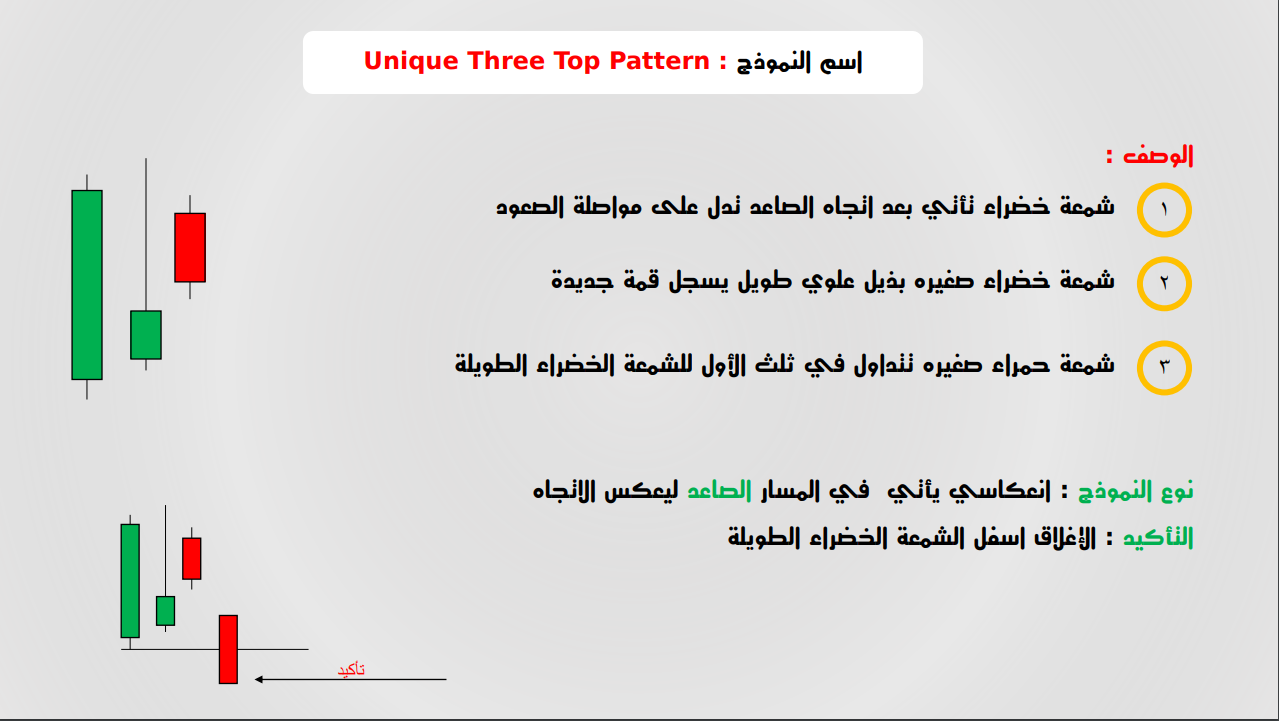 اسم النموذج : Unique Three Top Pattern
الوصف :
١ شمعة خضراء تأتي بعد اتجاه الصاعد تدل على مواصلة الصعود
٢ شمعة خضراء صغيره بذيل علوي طويل يسجل قمة جديدة
٣ شمعة حمراء صغيره تتداول في ثلث الأول للشمعة الخضراء الطويلة
نوع النموذج : انعكاسي يأتي في المسار الصاعد ليعكس الاتجاه
التأكيد : الإغلاق اسفل الشمعة الخضراء الطويلة
تأكيد